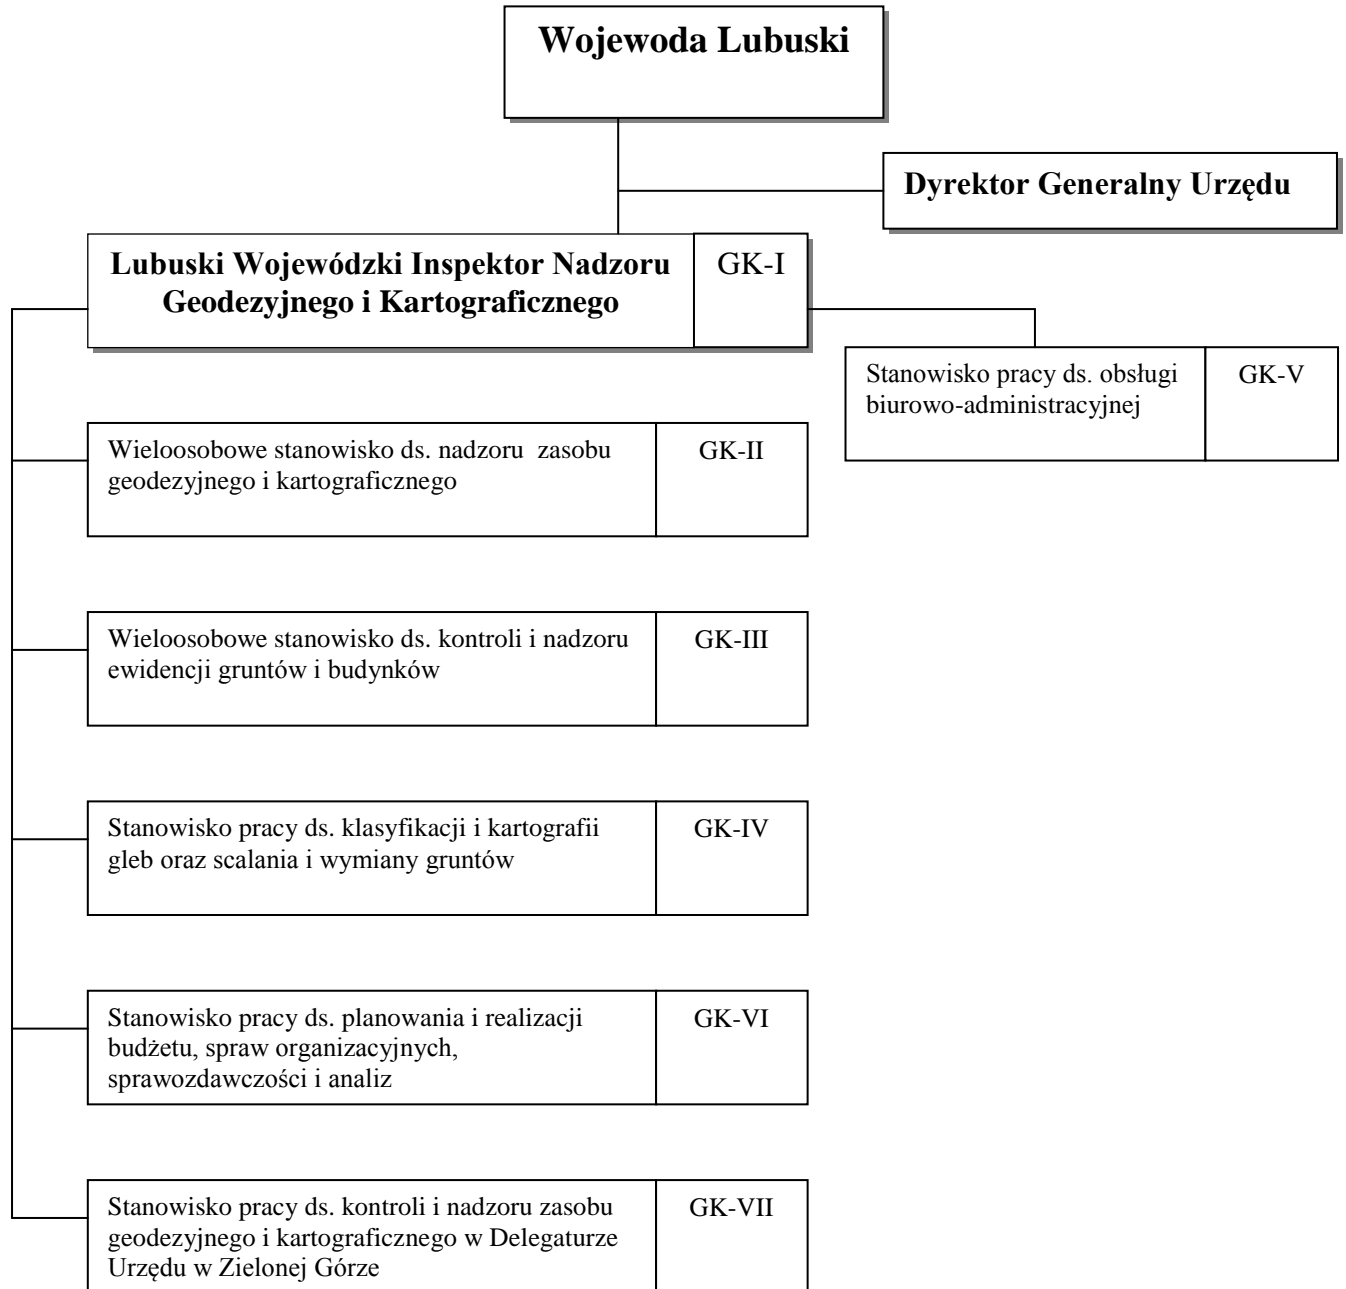 Wojewoda Lubuski
Dyrektor Generalny Urzędu
Lubuski Wojewódzki Inspektor Nadzoru
Geodezyjnego i Kartograficznego
GK-I
Stanowisko pracy ds. obsługi
biurowo-administracyjnej
GK-V
Wieloosobowe stanowisko ds. nadzoru zasobu
geodezyjnego i kartograficznego
GK-II
Wieloosobowe stanowisko ds. kontroli i nadzoru
ewidencji gruntów i budynków
GK-III
Stanowisko pracy ds. klasyfikacji i kartografii
gleb oraz scalania i wymiany gruntów
GK-IV
Stanowisko pracy ds. planowania i realizacji
budżetu, spraw organizacyjnych,
sprawozdawczości i analiz
GK-VI
Stanowisko pracy ds. kontroli i nadzoru zasobu
geodezyjnego i kartograficznego w Delegaturze
Urzędu w Zielonej Górze
GK-VII